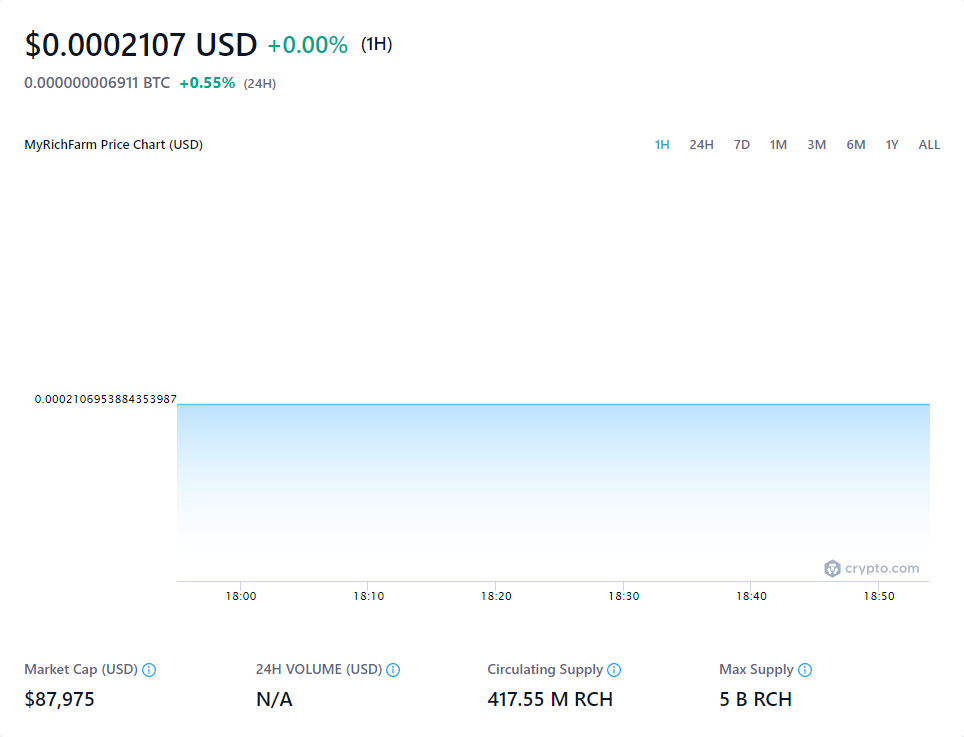 $0.0002107 USD +0.00% (1H)
0.000000006911 BTC +0.55% (24H)
MyRichFarm Price Chart (USD) 1H 24H 7D 1M 3M 6M 1Y ALL
0.0002106953884353987
crypto.com
18:00 18:10 18:20 18:30 18:40 18:50
Market Cap (USD) 24H VOLUME (USD) Circulating Supply Max Supply
$87,975 N/A 417.55 M RCH 5 B RCH